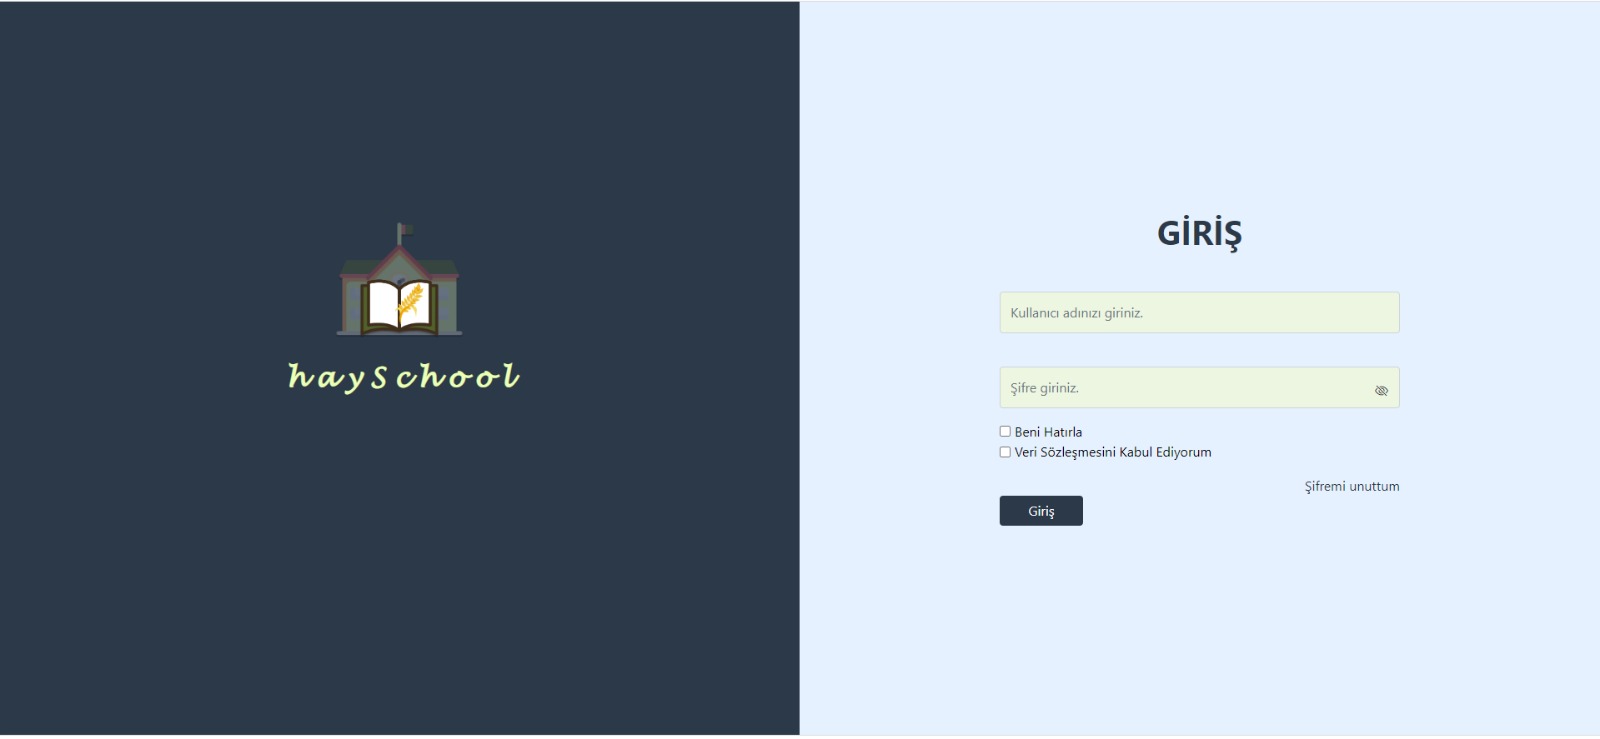 haySchool
GİRİŞ
Kullanıcı adınızı giriniz.
Şifre giriniz.
Beni Hatırla
Veri Sözleşmesini Kabul Ediyorum
Şifremi unuttum
Giriş